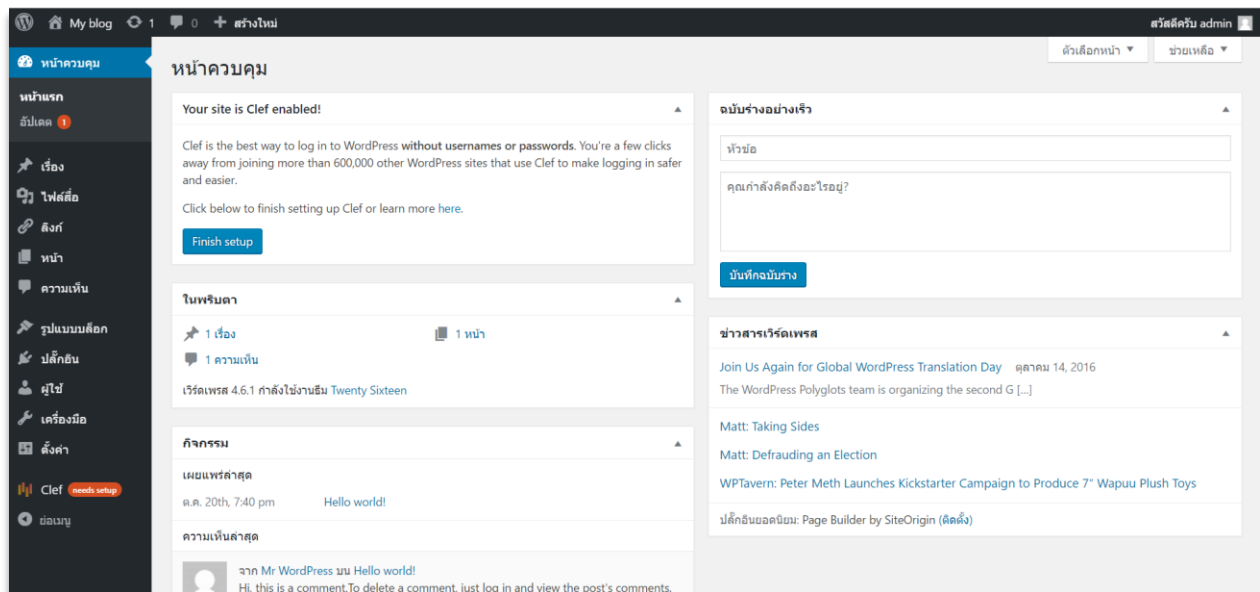 My blog 1 0 + สร้างใหม่
สวัสดีครับ admin
หน้าควบคุม
หน้าแรก
อัปเดต 1
เรื่อง
ไฟล์สื่อ
ลิงก์
หน้า
ความเห็น
รูปแบบบล็อก
ปลั๊กอิน
ผู้ใช้
เครื่องมือ
ตั้งค่า
Clef needs setup
ย่อเมนู
ตัวเลือกหน้า ▼
ช่วยเหลือ ▼
หน้าควบคุม
Your site is Clef enabled!
Clef is the best way to log in to WordPress without usernames or passwords. You're a few clicks
away from joining more than 600,000 other WordPress sites that use Clef to make logging in safer
and easier.
Click below to finish setting up Clef or learn more here.
Finish setup
ในพริบตา
1 เรื่อง
1 หน้า
1 ความเห็น
เวิร์ดเพรส 4.6.1 กำลังใช้งานธีม Twenty Sixteen
กิจกรรม
เผยแพร่ล่าสุด
ต.ค. 20th, 7:40 pm Hello world!
ความเห็นล่าสุด
จาก Mr WordPress บน Hello world!
Hi, this is a comment.To delete a comment, just log in and view the post's comments.
ฉบับร่างอย่างเร็ว
หัวข้อ
คุณกำลังคิดถึงอะไรอยู่?
บันทึกฉบับร่าง
ข่าวสารเวิร์ดเพรส
Join Us Again for Global WordPress Translation Day ตุลาคม 14, 2016
The WordPress Polyglots team is organizing the second G [...]
Matt: Taking Sides
Matt: Defrauding an Election
WPTavern: Peter Meth Launches Kickstarter Campaign to Produce 7" Wapuu Plush Toys
ปลั๊กอินยอดนิยม: Page Builder by SiteOrigin (ติดตั้ง)